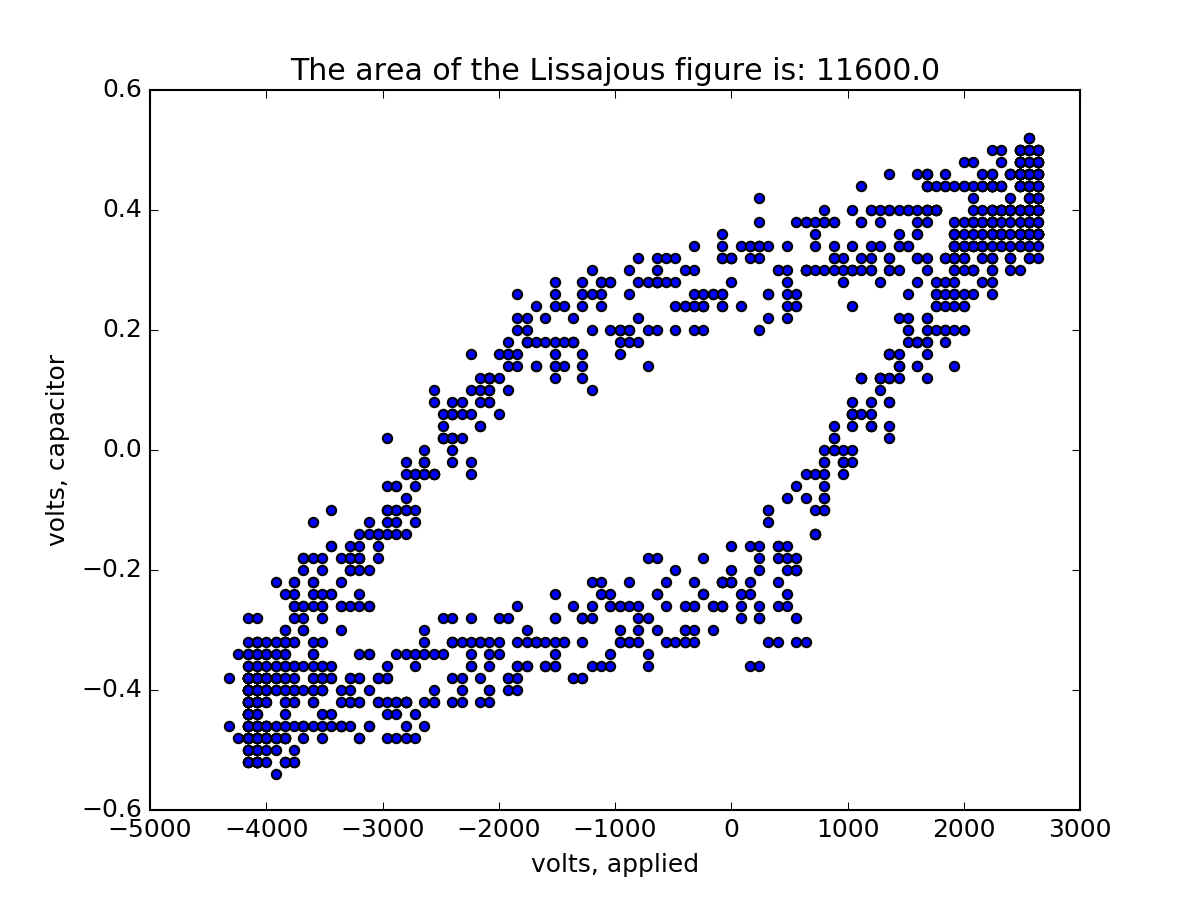 The area of the Lissajous figure is: 11600.0
0.6
0.4
0.2
0.0
−0.2
−0.4
−0.6
volts, capacitor
−5000 −4000 −3000 −2000 −1000 0 1000 2000 3000
volts, applied